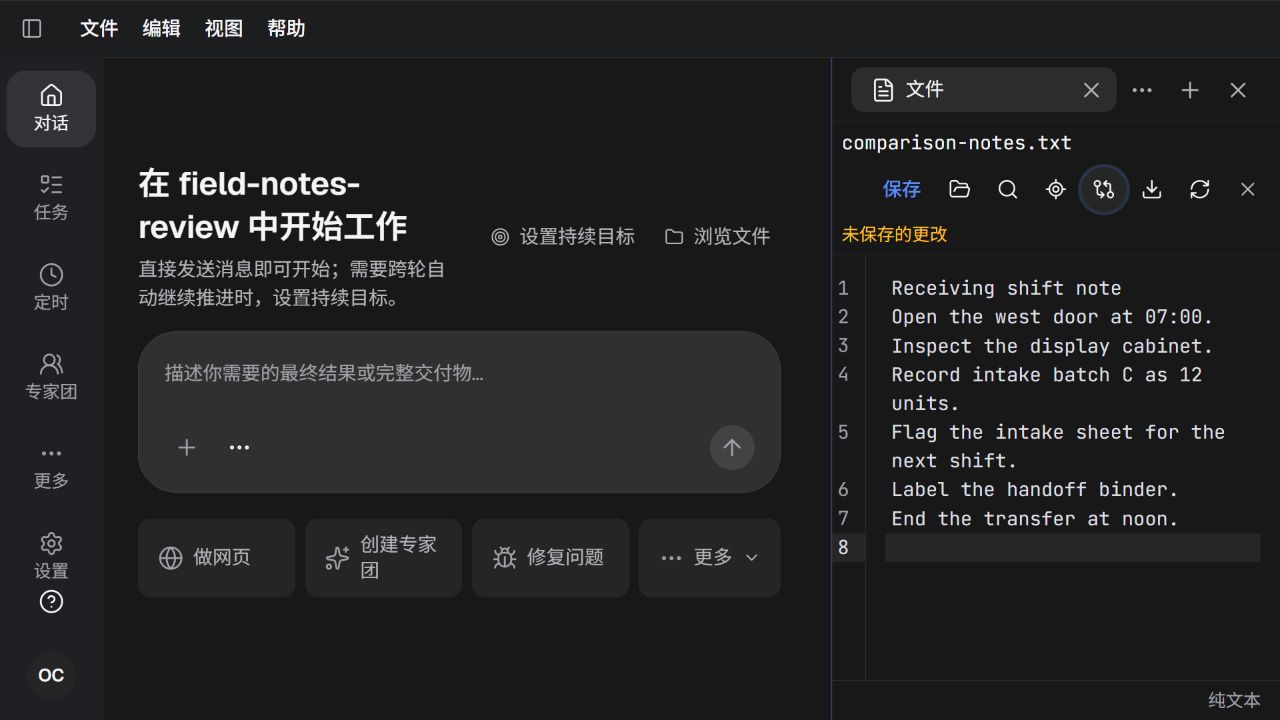 文件 编辑 视图 帮助
对话
任务
定时
专家团
更多
设置
OC
在 field-notes-
review 中开始工作
直接发送消息即可开始；需要跨轮自
动继续推进时，设置持续目标。
设置持续目标 浏览文件
描述你需要的最终结果或完整交付物...
做网页
创建专家
团
修复问题
更多
文件
comparison-notes.txt
保存
未保存的更改
1 Receiving shift note
2 Open the west door at 07:00.
3 Inspect the display cabinet.
4 Record intake batch C as 12
units.
5 Flag the intake sheet for the
next shift.
6 Label the handoff binder.
7 End the transfer at noon.
8
纯文本